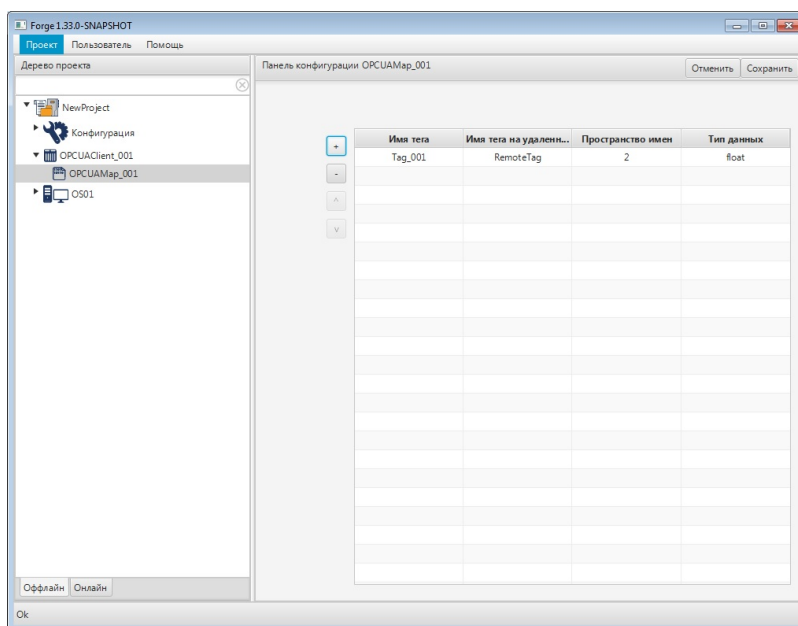 Forge 1.33.0-SNAPSHOT
Проект Пользователь Помощь
Дерево проекта
Панель конфигурации OPCUAMap_001
Отменить Сохранить
NewProject
Конфигурация
OPCUAClient_001
OPCUAMap_001
OS01
+
-
^
v
Имя тега Имя тега на удаленн... Пространство имен Тип данных
Tag_001 RemoteTag 2 float
Оффлайн Онлайн
Ok